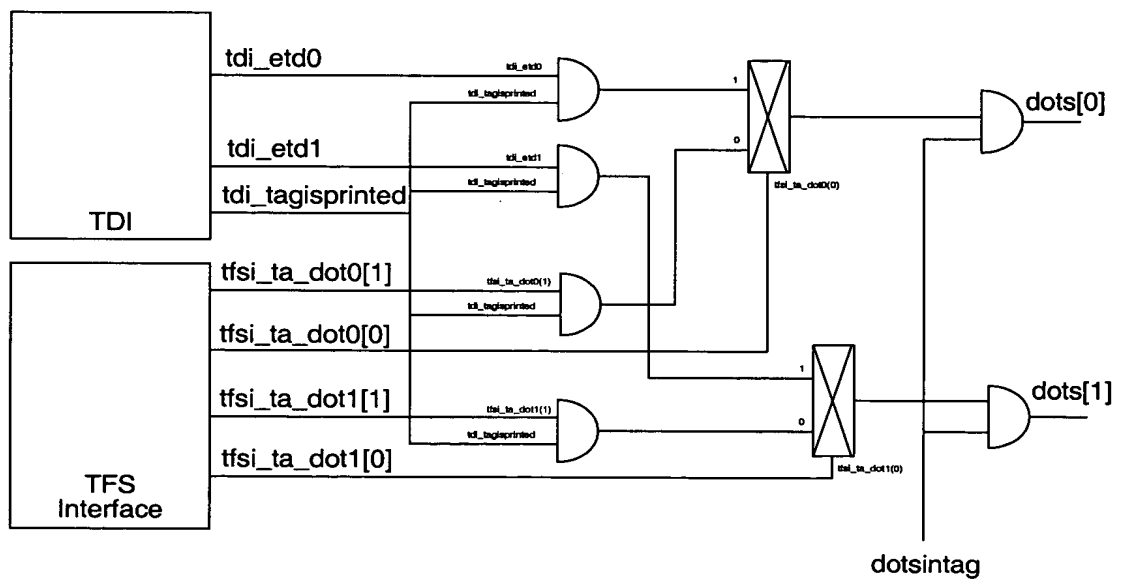 tdi_etd0
tdi_etd1
tdi_tagisprinted
TDI
tfsi_ta_dot0[1]
tfsi_ta_dot0[0]
tfsi_ta_dot1[1]
tfsi_ta_dot1[0]
TFS
Interface
tdi_etd0
tdi_tagisprinted
tdi_etd1
tdi_tagisprinted
tfsi_ta_dot0(1)
tdi_tagisprinted
tfsi_ta_dot1(1)
tdi_tagisprinted
1
0
tfsi_ta_dot0(0)
1
0
tfsi_ta_dot1(0)
dots[0]
dots[1]
dotsintag